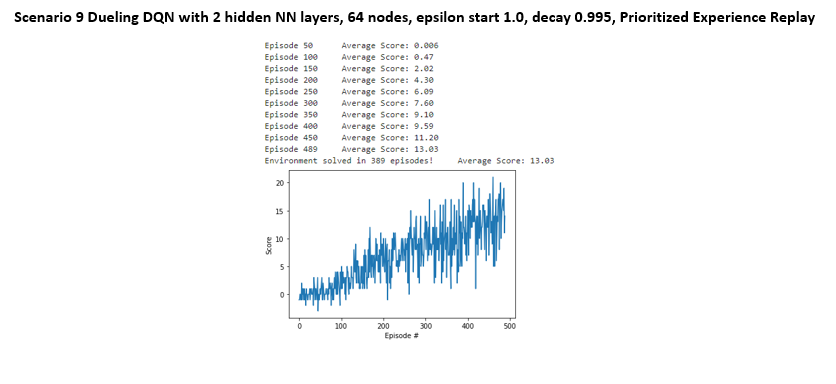 Scenario 9 Dueling DQN with 2 hidden NN layers, 64 nodes, epsilon start 1.0, decay 0.995, Prioritized Experience Replay
Episode 50 Average Score: 0.006
Episode 100 Average Score: 0.47
Episode 150 Average Score: 2.02
Episode 200 Average Score: 4.30
Episode 250 Average Score: 6.09
Episode 300 Average Score: 7.60
Episode 350 Average Score: 9.10
Episode 400 Average Score: 9.59
Episode 450 Average Score: 11.20
Episode 489 Average Score: 13.03
Environment solved in 389 episodes! Average Score: 13.03
20
15
10
5
0
Score
0 100 200 300 400 500
Episode #